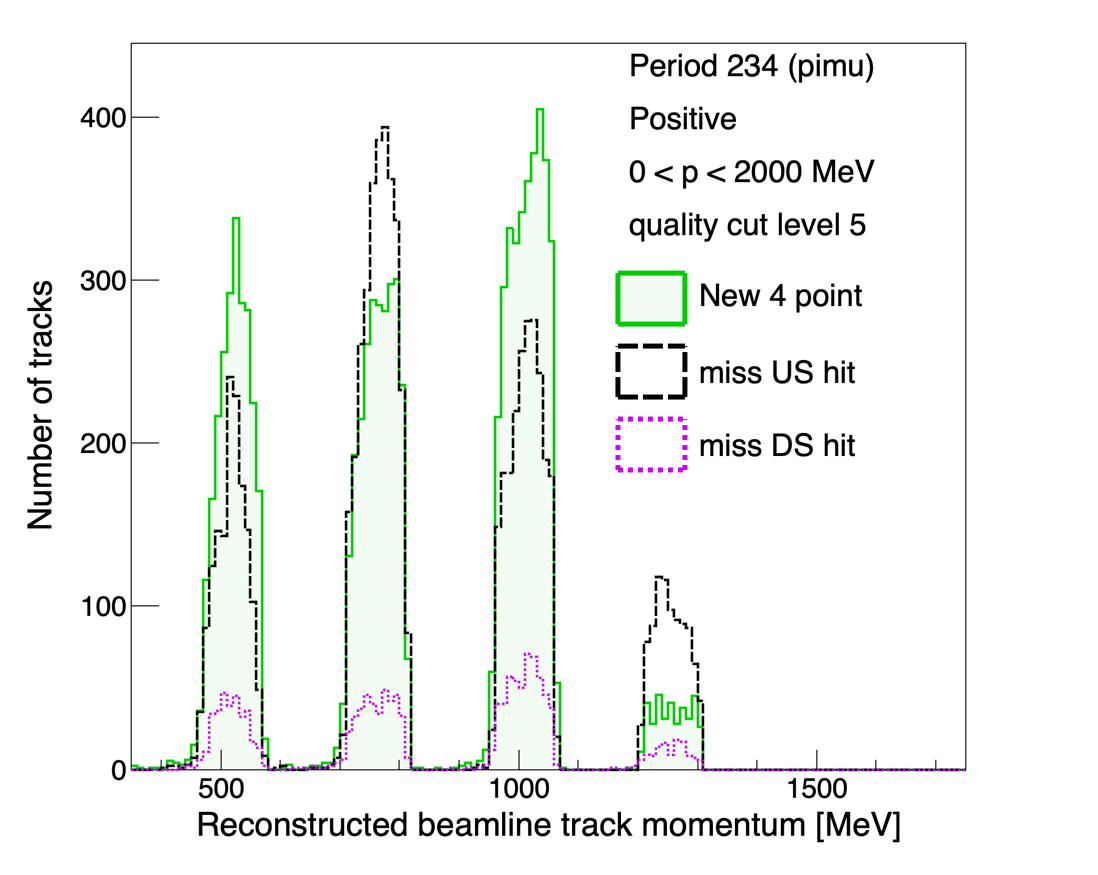 Period 234 (pimu)
Positive
0 < p < 2000 MeV
quality cut level 5
New 4 point
miss US hit
miss DS hit
Number of tracks
400
300
200
100
0
500
1000
1500
Reconstructed beamline track momentum [MeV]